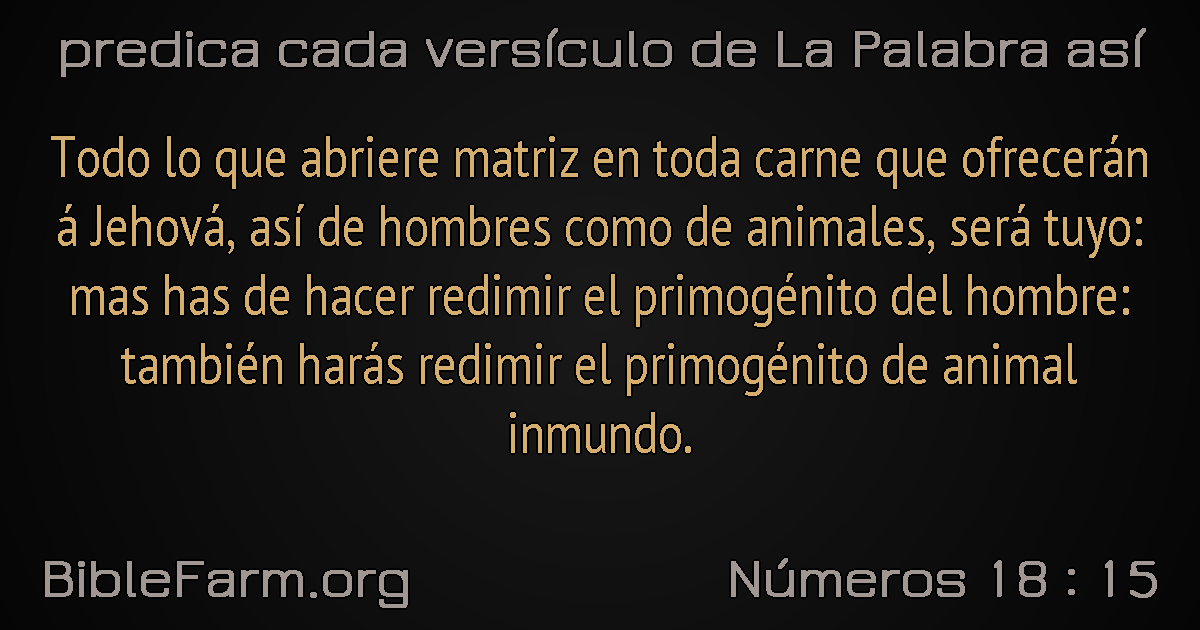 predica cada versículo de La Palabra así
Todo lo que abriere matriz en toda carne que ofrecerán
á Jehová, así de hombres como de animales, será tuyo:
mas has de hacer redimir el primogénito del hombre:
también harás redimir el primogénito de animal
inmundo.
BibleFarm.org
Números 18 : 15